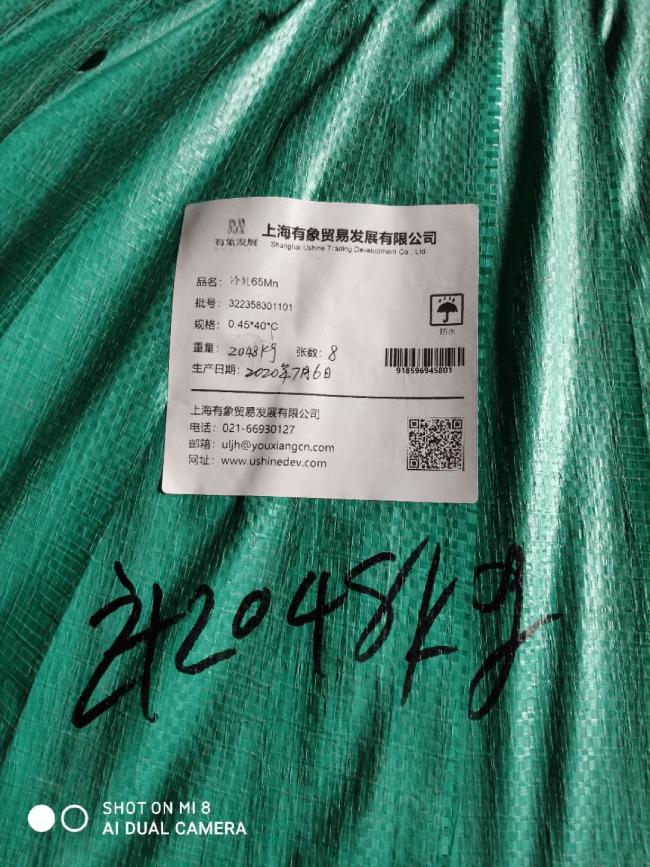 有象发展
上海有象贸易发展有限公司
Shanghai Ushine Trading Development Co., Ltd.
品名: 冷轧65Mn
批号: 322358301101
规格: 0.45*40*C
防水
重量: 2048kg 张数: 8
生产日期: 2020年7月6日
918596945801
上海有象贸易发展有限公司
电话: 021-66930127
邮箱: uljh@youxiangcn.com
网址: www.ushinedev.com
2048kg
SHOT ON MI 8
AI DUAL CAMERA